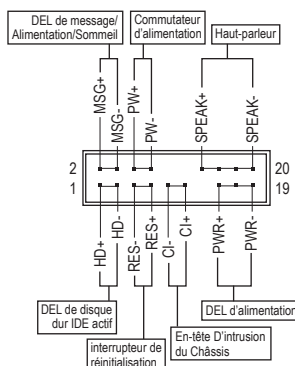 DEL de message/
Alimentation/Sommeil
Commutateur
d'alimentation
Haut-parleur
MSG+
MSG-
PW+
PW-
SPEAK+
SPEAK-
2
20
1
19
HD+
HD-
RES-
RES+
CI-
CI+
PWR+
PWR-
DEL de disque
dur IDE actif
interrupteur de
réinitialisation
En-tête D'intrusion
du Châssis
DEL d'alimentation